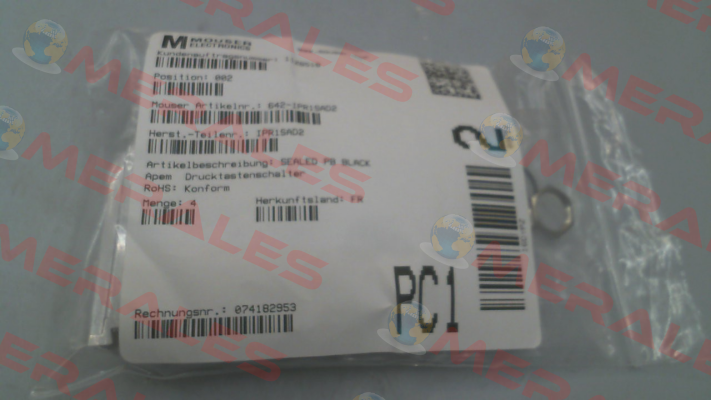 MOUSER
ELECTRONICS
Kundenauftragnummer:
Position: 002
Mouser Artikelnr.: 642-IPR1SAD2
Herst.-Teilenr.: IPR1SAD2
Artikelbeschreibung: SEALED PB BLACK
Apem Drucktastenschalter
RoHS: Konform
Menge: 4 Herkunftsland: FR
Rechnungsnr.: 074182953
PC1
2
MERALES